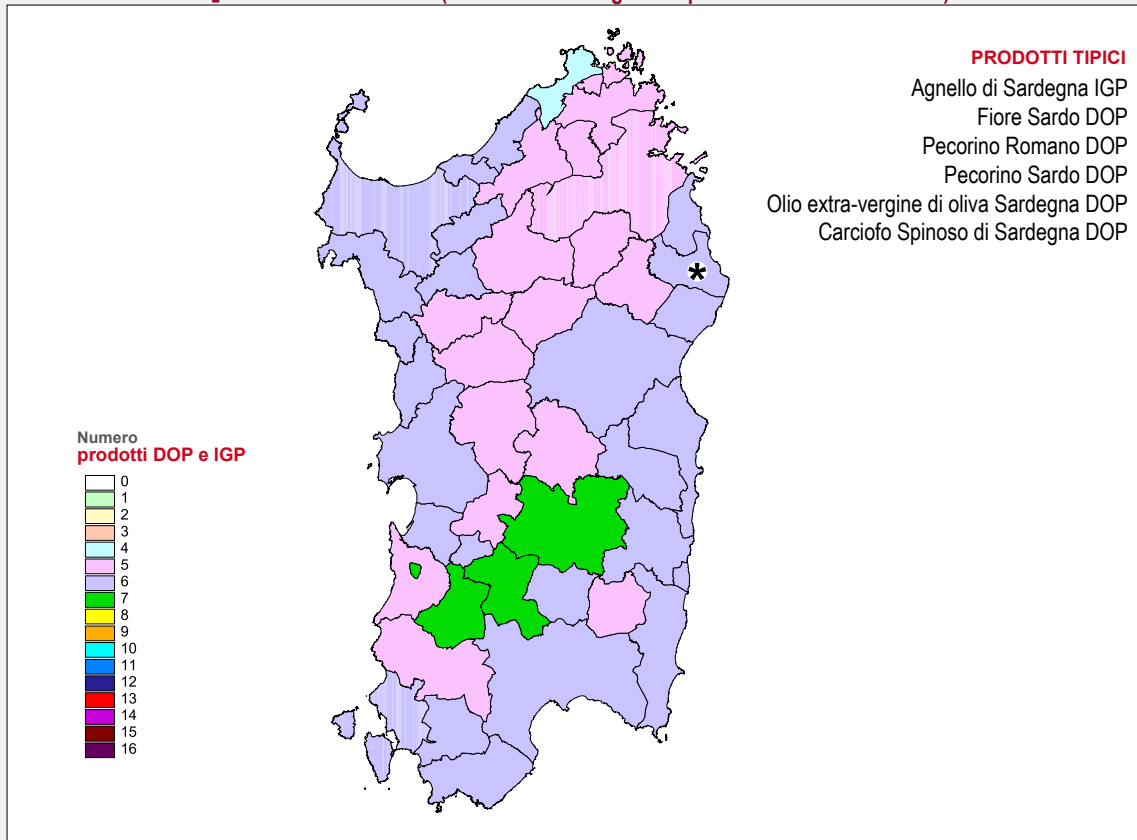 PRODOTTI TIPICI
Agnello di Sardegna IGP
Fiore Sardo DOP
Pecorino Romano DOP
Pecorino Sardo DOP
Olio extra-vergine di oliva Sardegna DOP
Carciofo Spinoso di Sardegna DOP
*
Numero
prodotti DOP e IGP
0
1
2
3
4
5
6
7
8
9
10
11
12
13
14
15
16